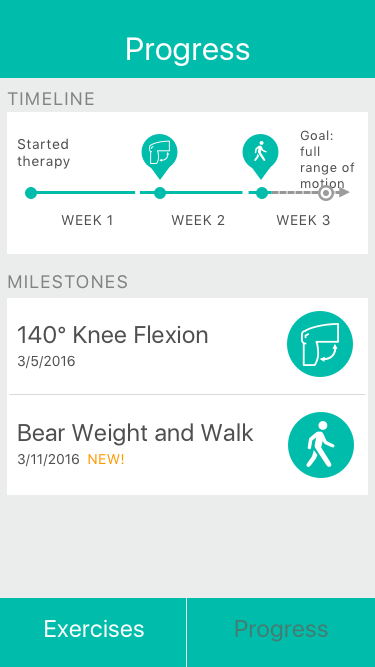 Progress
TIMELINE
Started
therapy
Goal:
full
range of
motion
WEEK 1
WEEK 2
WEEK 3
MILESTONES
140° Knee Flexion
3/5/2016
Bear Weight and Walk
3/11/2016 NEW!
Exercises
Progress